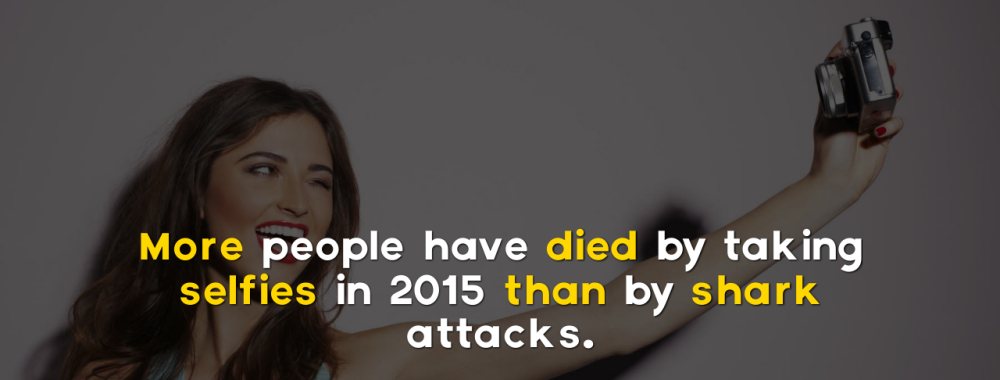 More people have died by taking
selfies in 2015 than by shark
attacks.